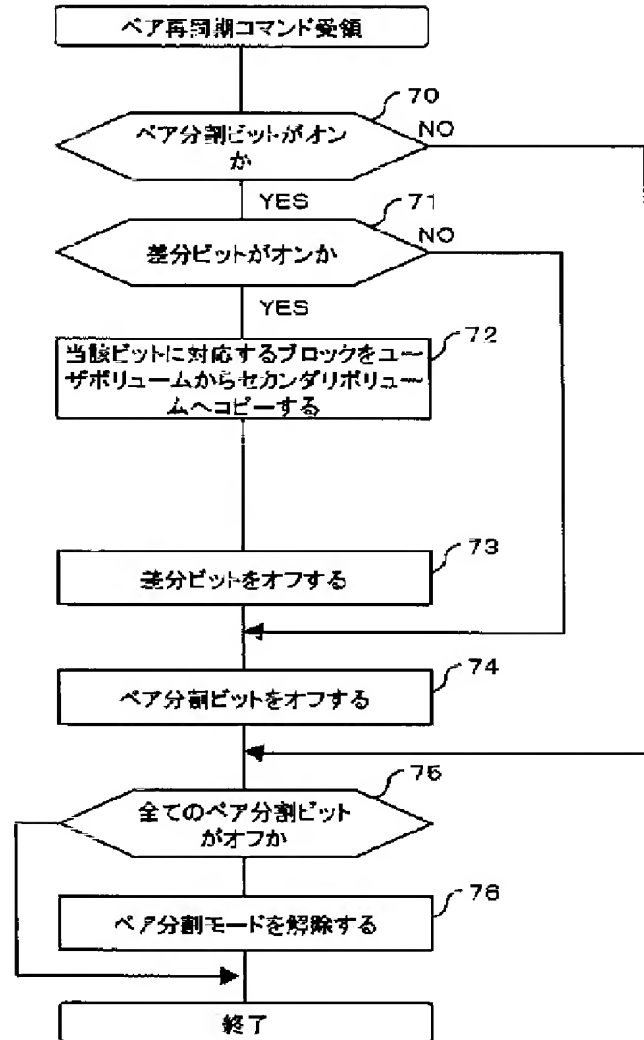 ペア再同期コマンド受領
70
ペア分割ビットがオン
か
NO
YES
71
差分ビットがオンか
NO
YES
72
当該ビットに対応するブロックをユー
ザボリュームからセカンダリボリュー
ムへコピーする
73
差分ビットをオフする
74
ペア分割ビットをオフする
75
全てのペア分割ビット
がオフか
76
ペア分割モードを解除する
終了